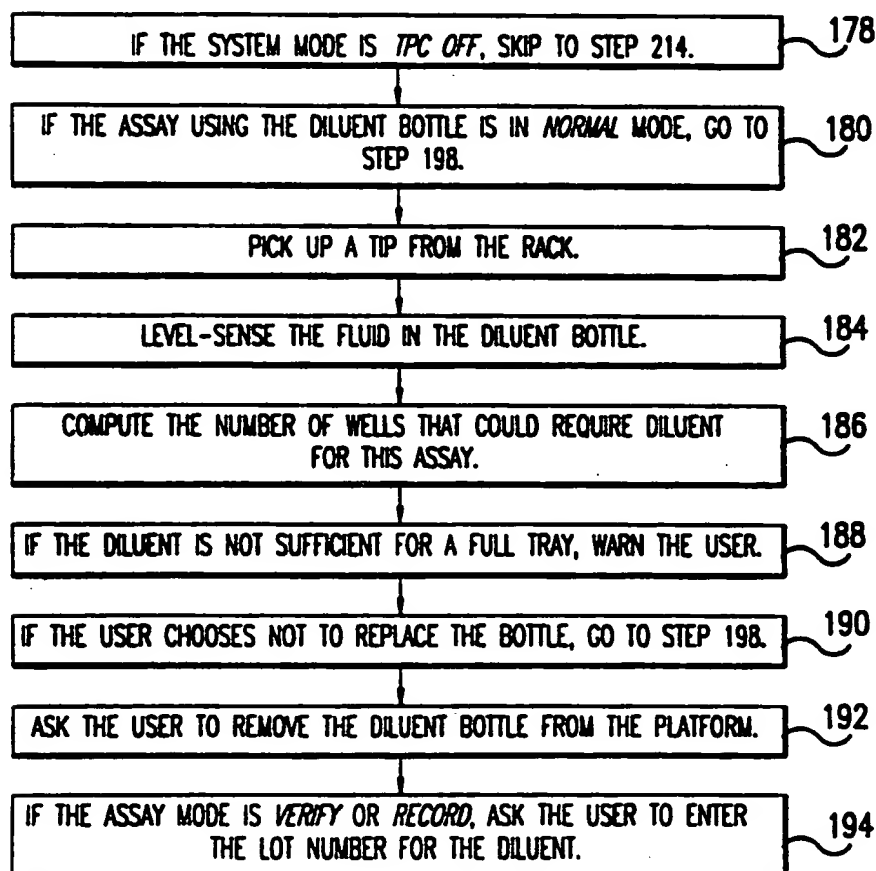 IF THE SYSTEM MODE IS TPC OFF, SKIP TO STEP 214.
178
IF THE ASSAY USING THE DILUENT BOTTLE IS IN NORMAL MODE, GO TO
STEP 198.
180
PICK UP A TIP FROM THE RACK.
182
LEVEL-SENSE THE FLUID IN THE DILUENT BOTTLE.
184
COMPUTE THE NUMBER OF WELLS THAT COULD REQUIRE DILUENT
FOR THIS ASSAY.
186
IF THE DILUENT IS NOT SUFFICIENT FOR A FULL TRAY, WARN THE USER.
188
IF THE USER CHOOSES NOT TO REPLACE THE BOTTLE, GO TO STEP 198.
190
ASK THE USER TO REMOVE THE DILUENT BOTTLE FROM THE PLATFORM.
192
IF THE ASSAY MODE IS VERIFY OR RECORD, ASK THE USER TO ENTER
THE LOT NUMBER FOR THE DILUENT.
194